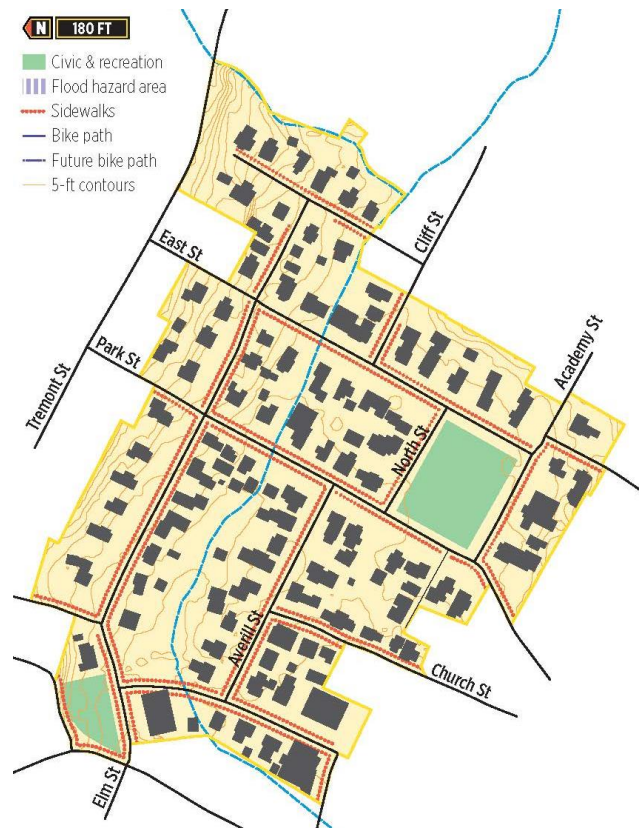 N 180 FT
Civic & recreation
Flood hazard area
Sidewalks
Bike path
Future bike path
5-ft contours
Cliff St
East St
Park St
Tremont St
Academy St
North St
Averill St
Church St
Elm St